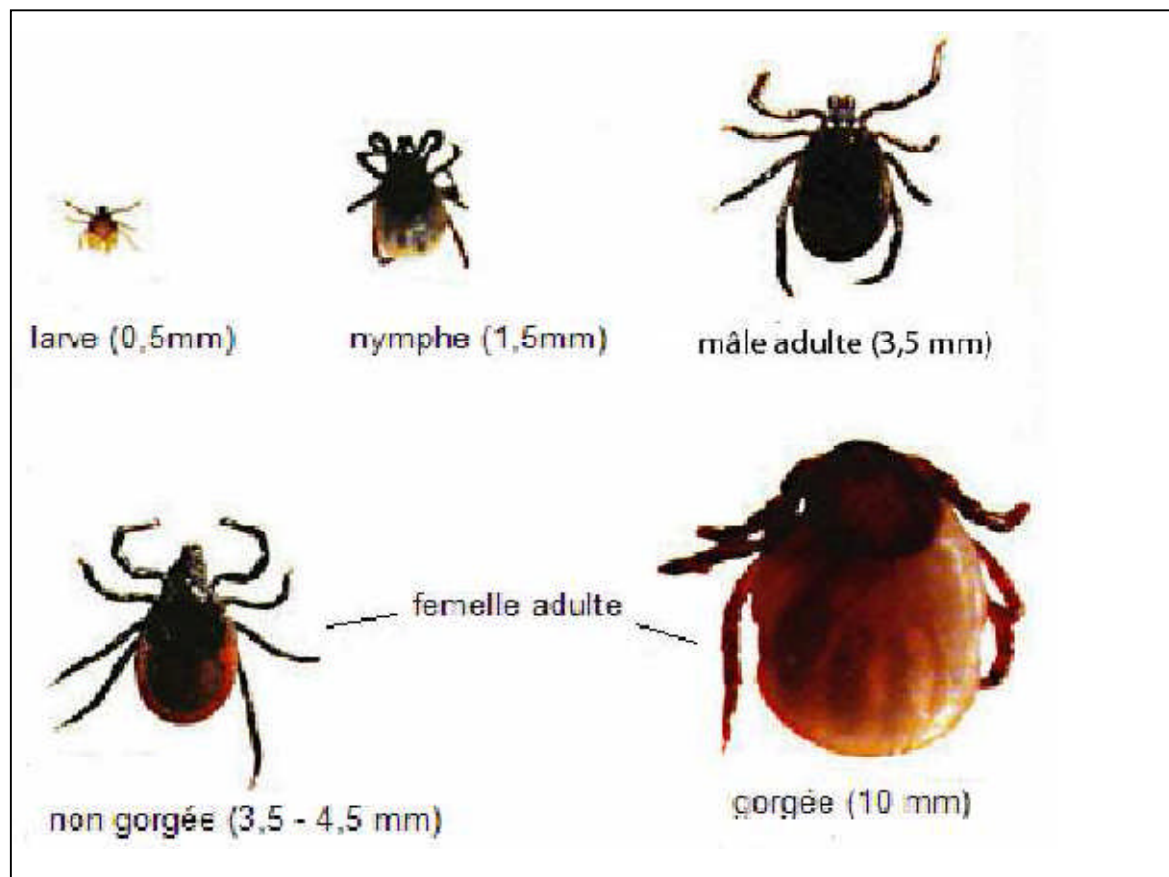 larve (0,5mm)
nymphe (1,5mm)
mâle adulte (3,5 mm)
femelle adulte
non gorgée (3,5 - 4,5 mm)
gorgée (10 mm)